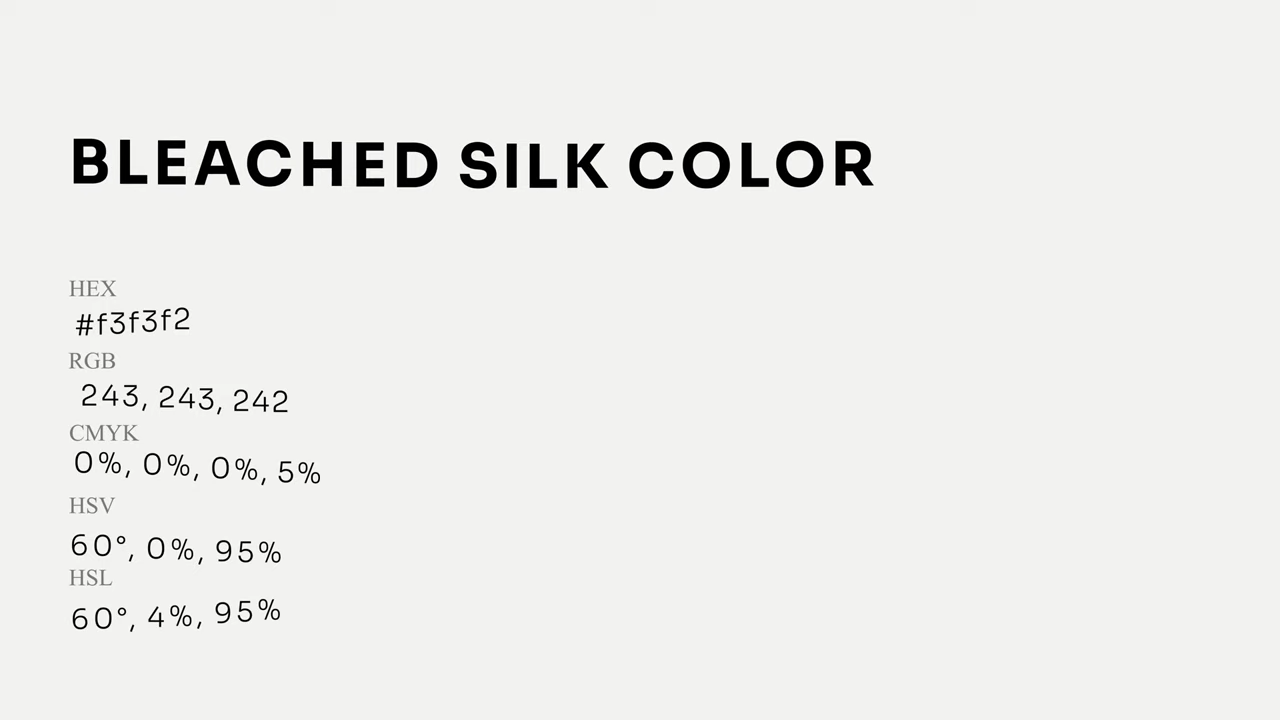 BLEACHED SILK COLOR
HEX
#f3f3f2
RGB
243, 243, 242
CMYK
0%, 0%, 0%, 5%
HSV
60°, 0%, 95%
HSL
60°, 4%, 95%